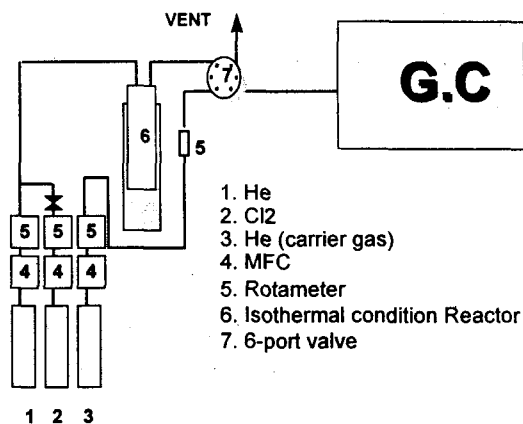 VENT
7
G.C
6
5
1. He
2. Cl2
3. He (carrier gas)
4. MFC
5. Rotameter
6. Isothermal condition Reactor
7. 6-port valve
5 5 5
4 4 4
1 2 3